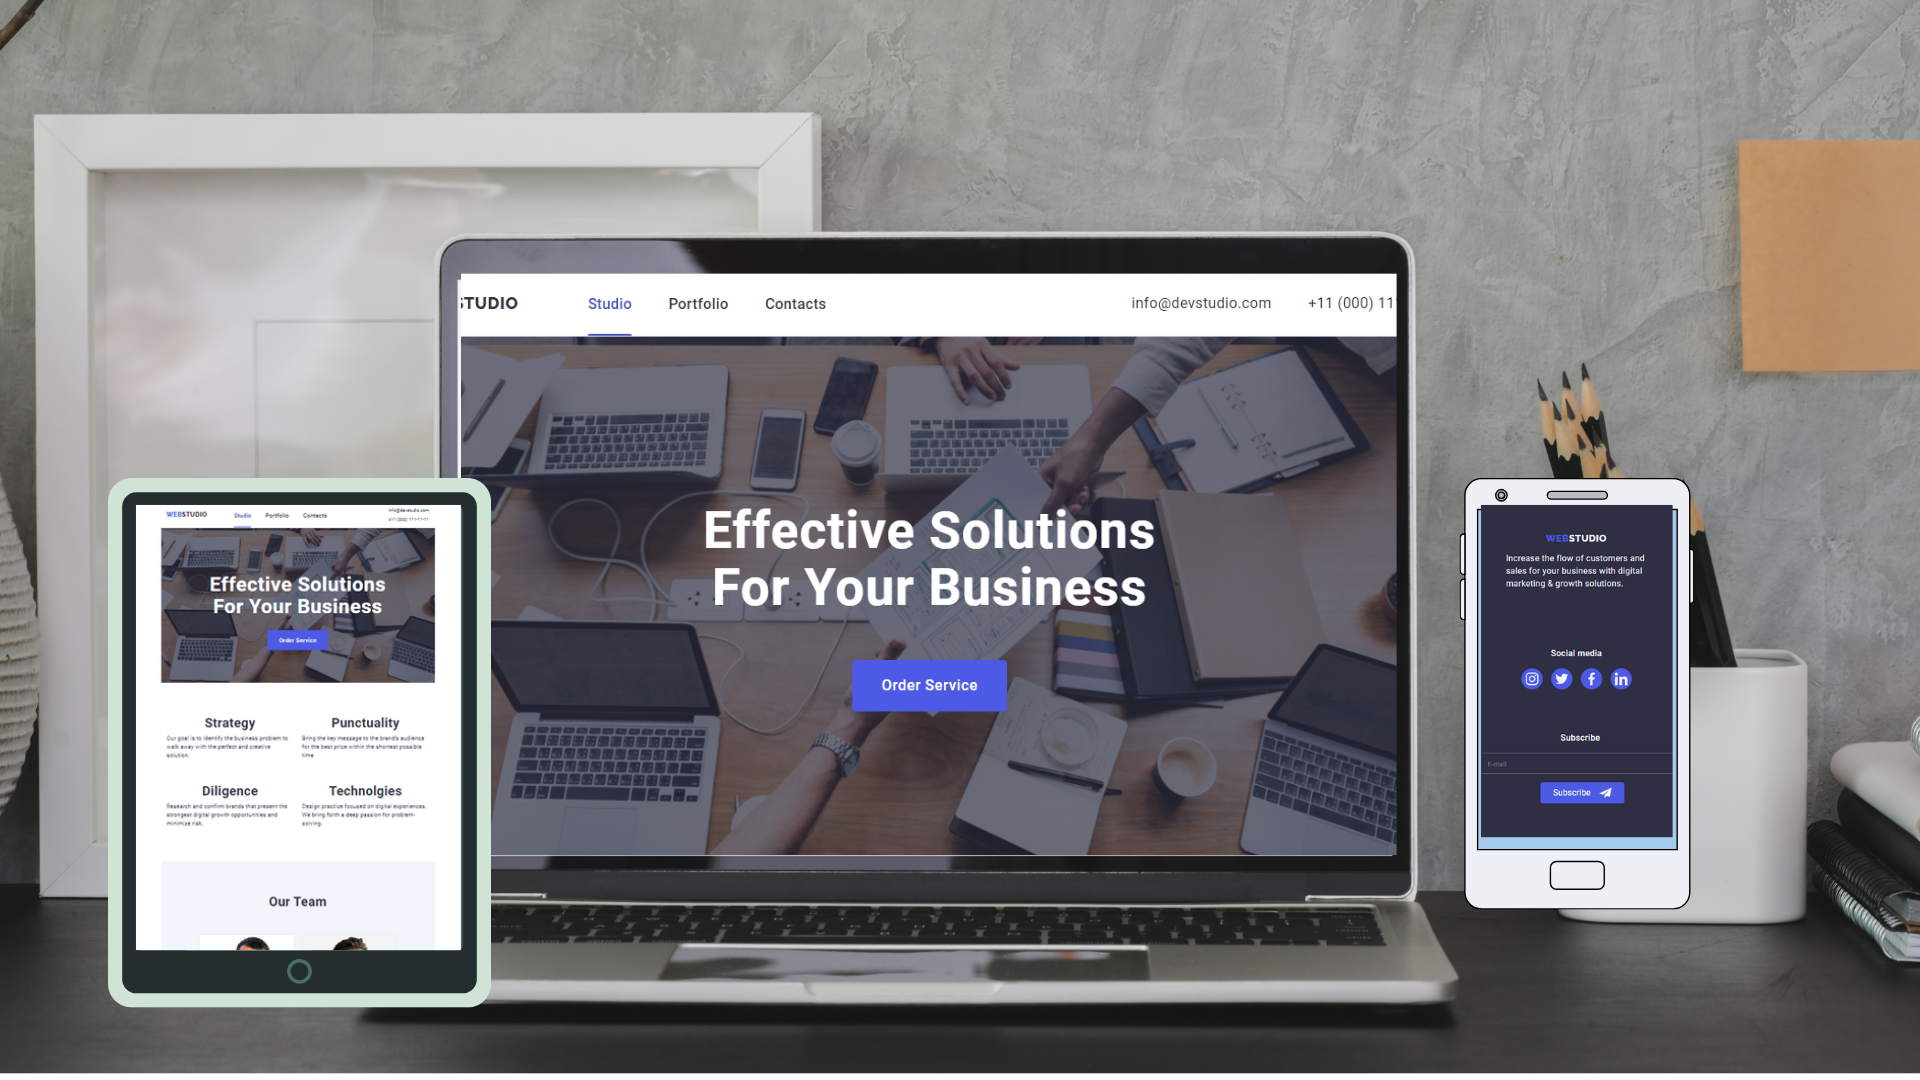 STUDIO
Studio
Portfolio
Contacts
info@devstudio.com
+11 (000) 11
Effective Solutions
For Your Business
Order Service
WEBSTUDIO
Studio
Portfolio
Contacts
info@devstudio.com
Effective Solutions
For Your Business
Order Service
Strategy
Our goal is to identify the business problem to
walk away with the perfect and creative
solution.
Punctuality
Bring the key message to the brand's audience
for the best price within the shortest possible
time
Diligence
Research and confirm brands that present the
strongest digital growth opportunities and
minimize risk.
Technolgies
Design practice focused on digital experiences.
We bring forth a deep passion for problem-
solving.
Our Team
WEBSTUDIO
Increase the flow of customers and
sales for your business with digital
marketing & growth solutions.
Social media
Subscribe
E-mail
Subscribe